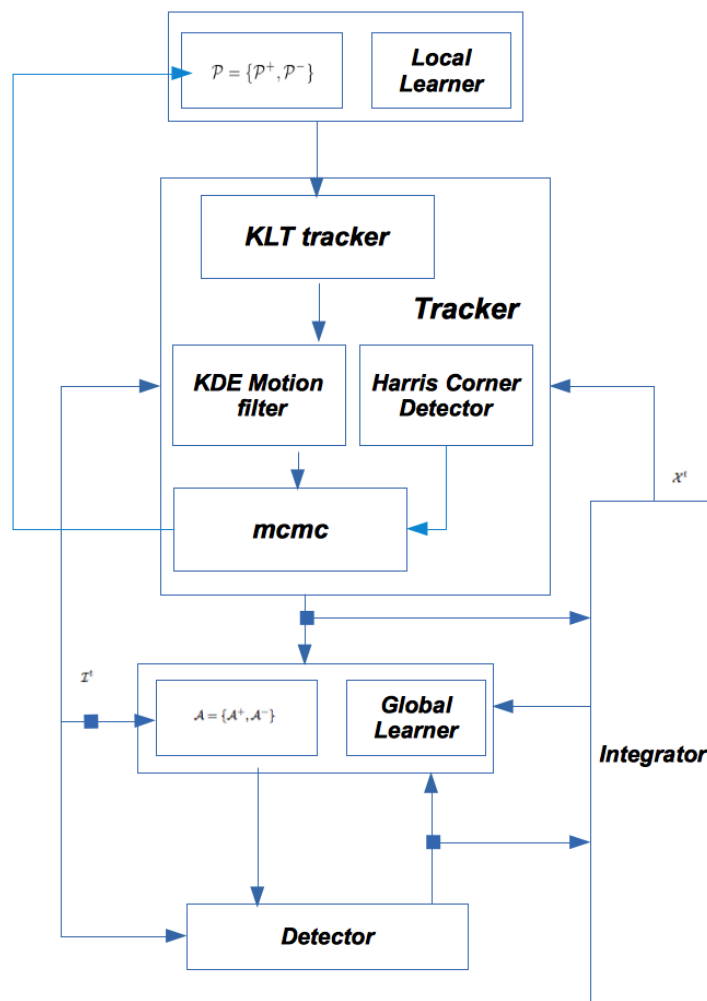 𝒫 = {𝒫⁺, 𝒫⁻}
Local
Learner
KLT tracker
Tracker
KDE Motion
filter
Harris Corner
Detector
mcmc
𝒳ᵗ
ℐᵗ
𝒜 = {𝒜⁺, 𝒜⁻}
Global
Learner
Integrator
Detector